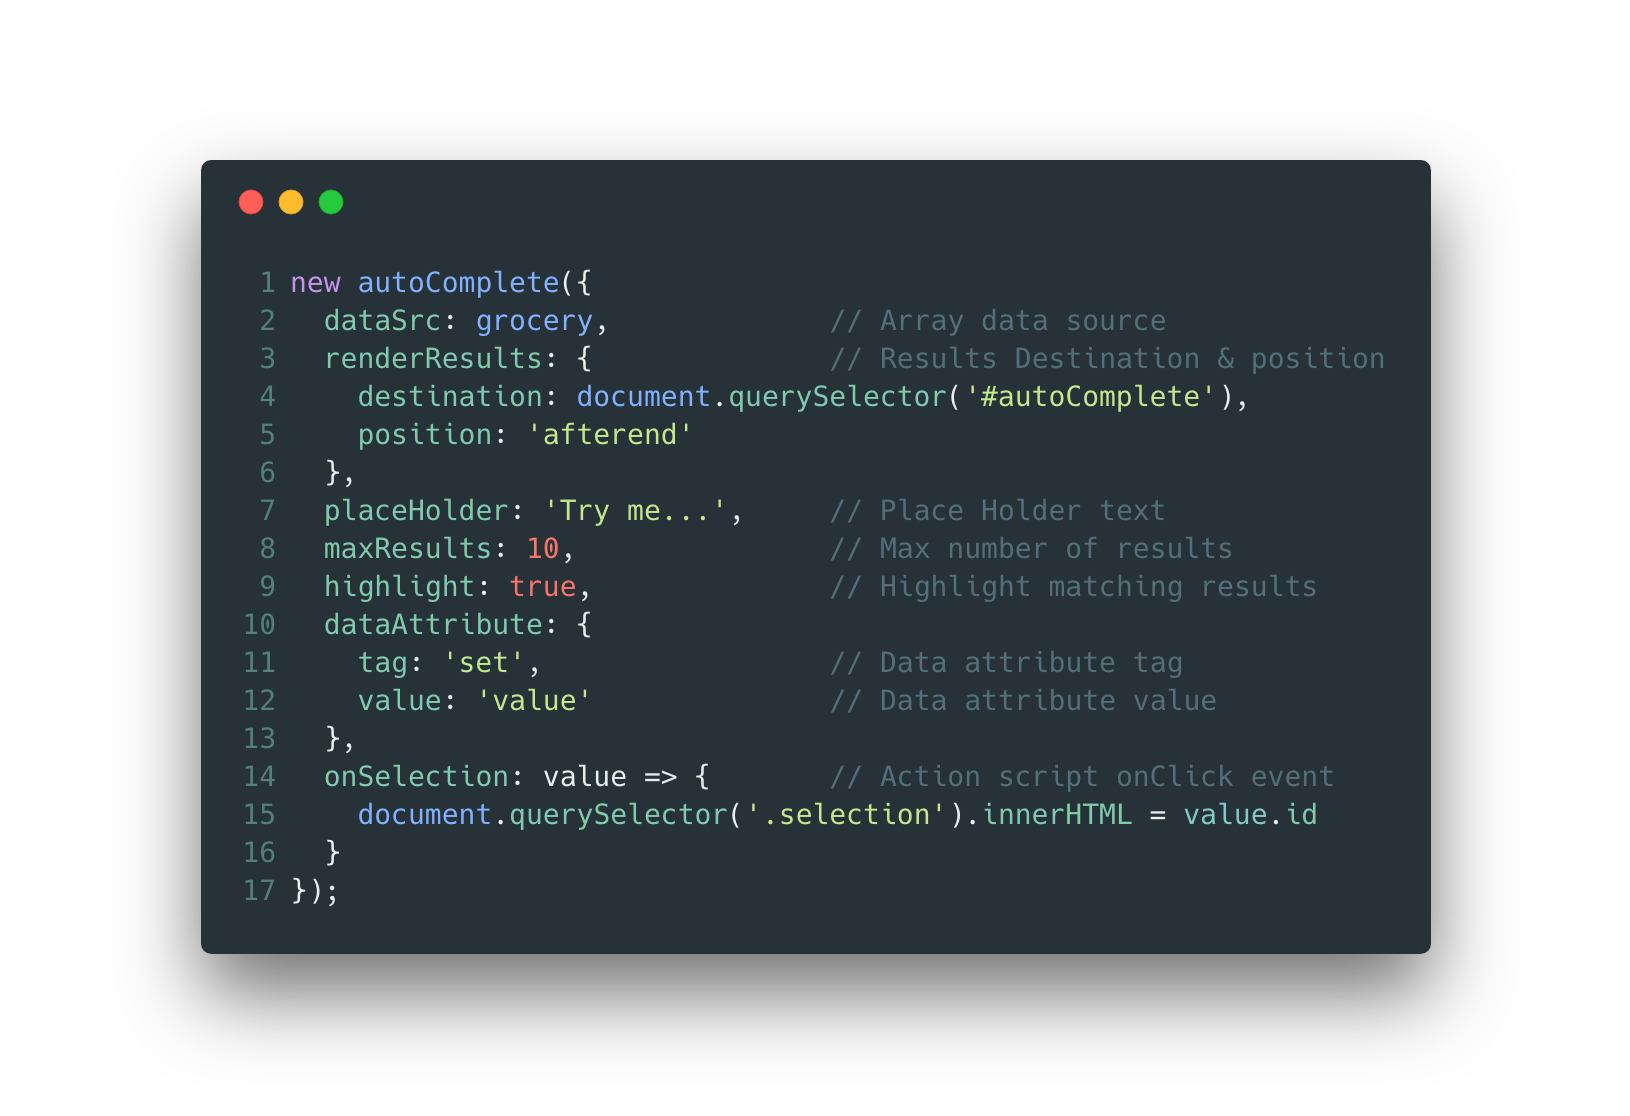 1 new autoComplete({
2   dataSrc: grocery,             // Array data source
3   renderResults: {              // Results Destination & position
4     destination: document.querySelector('#autoComplete'),
5     position: 'afterend'
6   },
7   placeHolder: 'Try me...',     // Place Holder text
8   maxResults: 10,               // Max number of results
9   highlight: true,              // Highlight matching results
10   dataAttribute: {
11     tag: 'set',                 // Data attribute tag
12     value: 'value'              // Data attribute value
13   },
14   onSelection: value => {       // Action script onClick event
15     document.querySelector('.selection').innerHTML = value.id
16   }
17 });